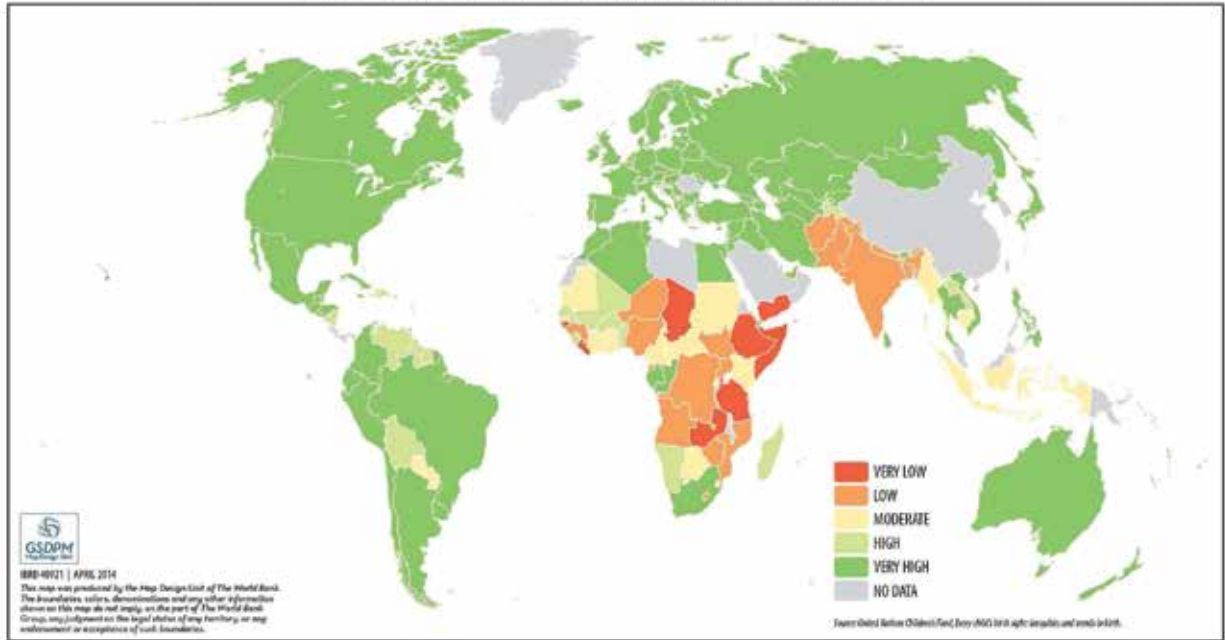 VERY LOW
LOW
MODERATE
HIGH
VERY HIGH
NO DATA
GSDPM
Map Design Unit
IBRD 40921 | APRIL 2014
This map was produced by the Map Design Unit of The World Bank.
The boundaries, colors, denominations and any other information
shown on this map do not imply, on the part of The World Bank
Group, any judgment on the legal status of any territory, or any
endorsement or acceptance of such boundaries.
Source: United Nations Children's Fund, Every child's birth right: Inequities and trends in birth.